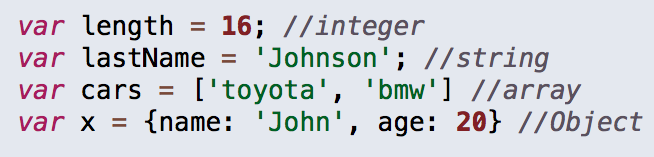 var length = 16; //integer
var lastName = 'Johnson'; //string
var cars = ['toyota', 'bmw'] //array
var x = {name: 'John', age: 20} //Object